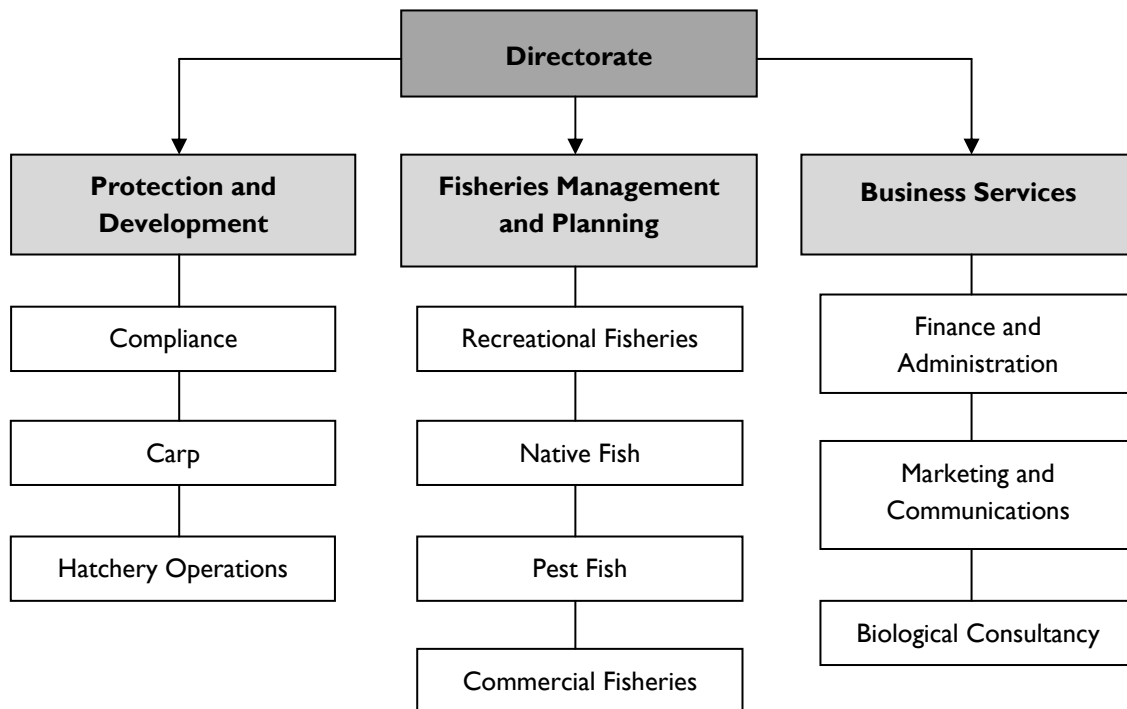 Directorate
Protection and
Development
Compliance
Carp
Hatchery Operations
Fisheries Management
and Planning
Recreational Fisheries
Native Fish
Pest Fish
Commercial Fisheries
Business Services
Finance and
Administration
Marketing and
Communications
Biological Consultancy